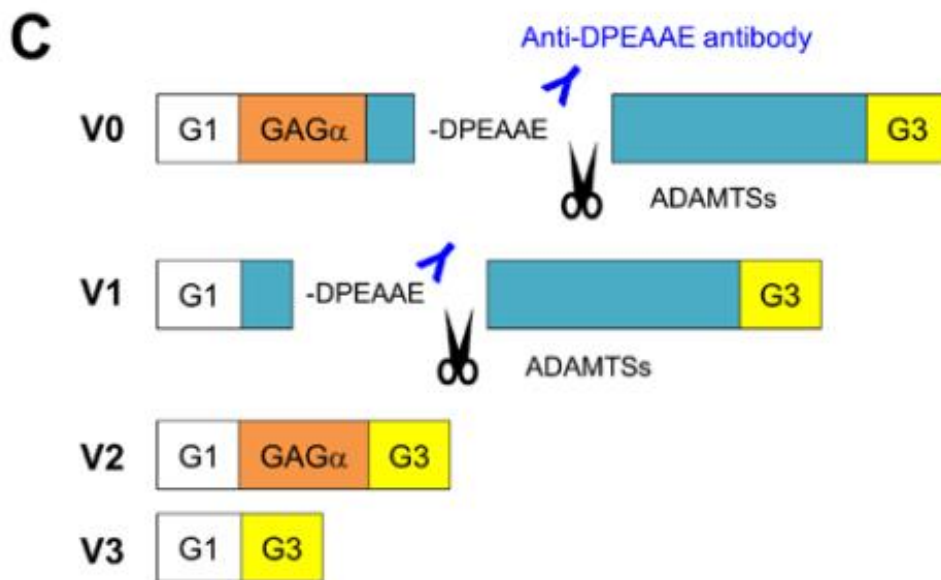 C
Anti-DPEAAE antibody
V0 G1 GAGα -DPEAAE G3
ADAMTSs
V1 G1 -DPEAAE G3
ADAMTSs
V2 G1 GAGα G3
V3 G1 G3